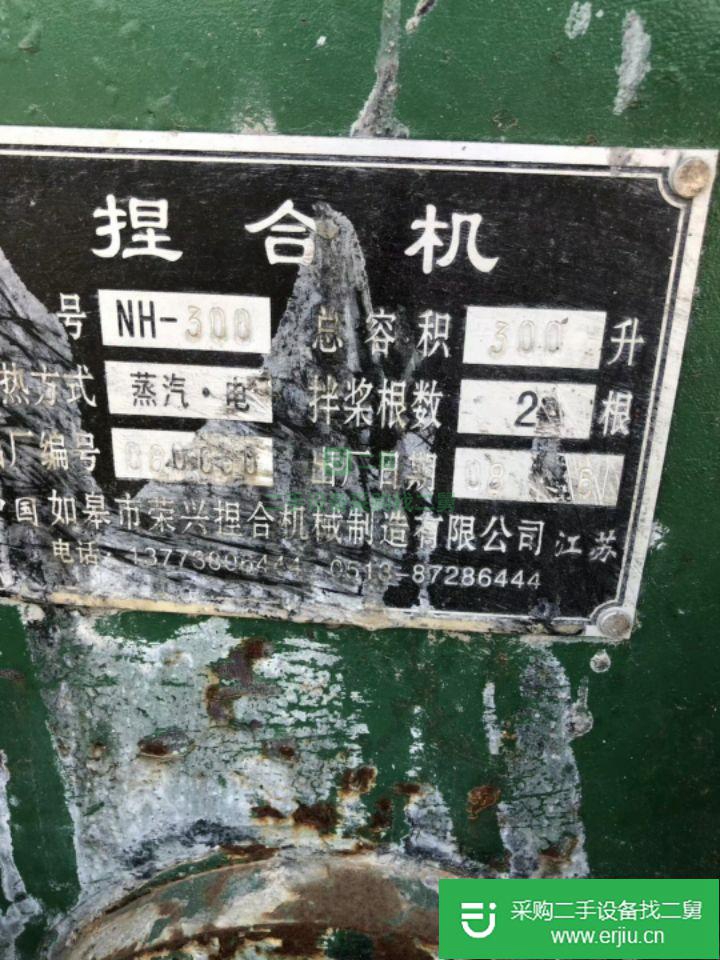 捏合机
号 NH-300 总容积 300 升
热方式 蒸汽·电 拌桨根数 2 根
厂编号 出厂日期
中国如皋市荣兴捏合机械制造有限公司 江苏
电话: 0513-87286444
采购二手设备找二舅
www.erjiu.cn